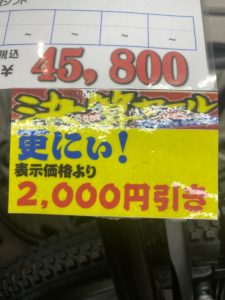 ~ ~ ~ ~ ~
税込
¥ 45,800
更にぃ!
表示価格より
2,000円引き